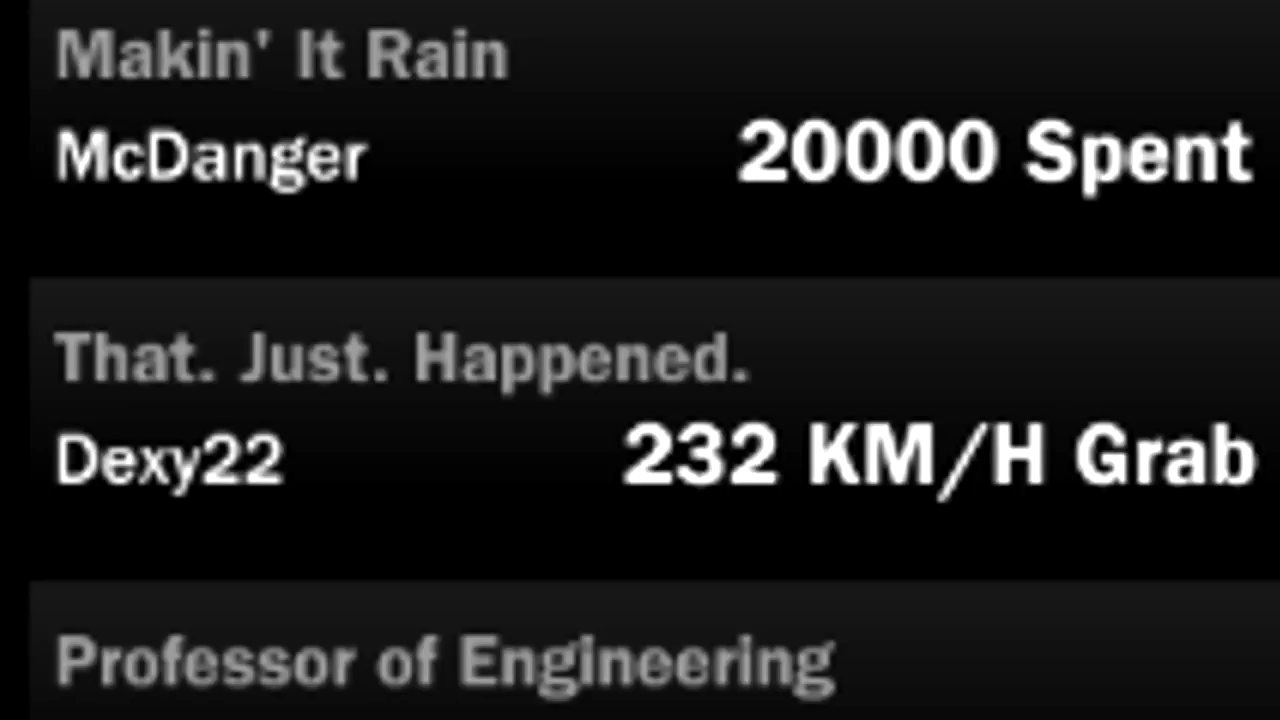 Makin' It Rain
McDanger 20000 Spent
That. Just. Happened.
Dexy22 232 KM/H Grab
Professor of Engineering